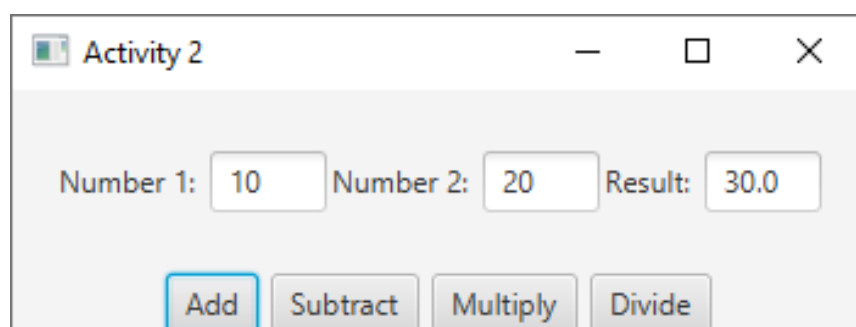 Activity 2
Number 1: 10 Number 2: 20 Result: 30.0
Add Subtract Multiply Divide